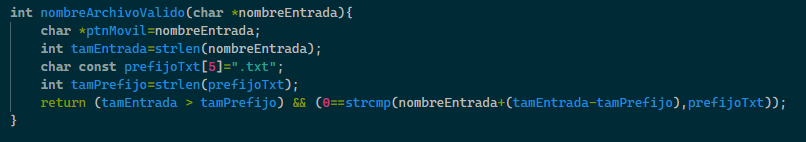 int nombreArchivoValido(char *nombreEntrada){
char *ptnMovil=nombreEntrada;
int tamEntrada=strlen(nombreEntrada);
char const prefijoTxt[5]=".txt";
int tamPrefijo=strlen(prefijoTxt);
return (tamEntrada > tamPrefijo) && (0==strcmp(nombreEntrada+(tamEntrada-tamPrefijo),prefijoTxt));
}